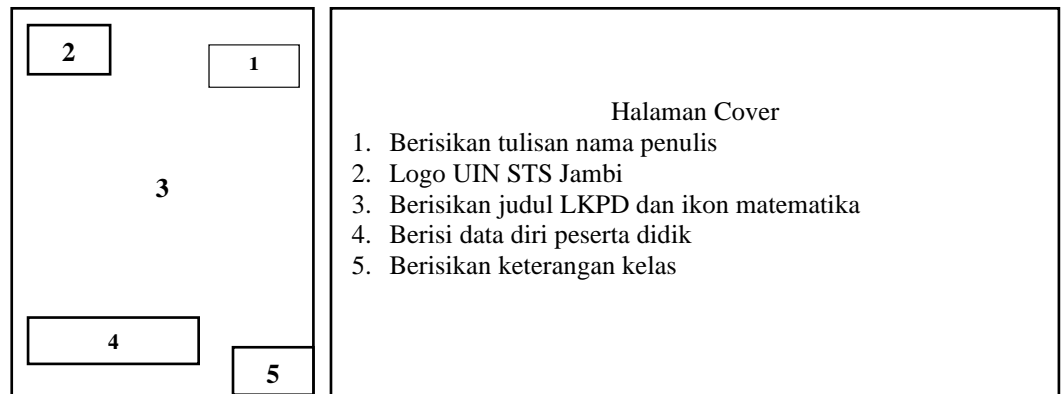 2
1
3
4
5
Halaman Cover
1. Berisikan tulisan nama penulis
2. Logo UIN STS Jambi
3. Berisikan judul LKPD dan ikon matematika
4. Berisi data diri peserta didik
5. Berisikan keterangan kelas